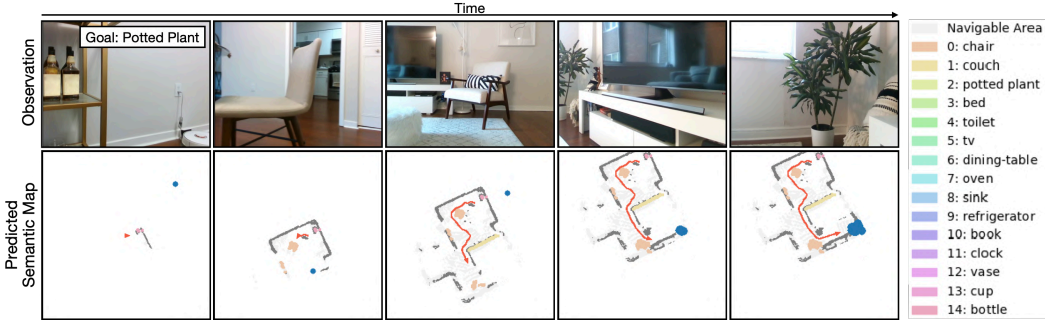 Time
Observation
Goal: Potted Plant
Predicted
Semantic Map
Navigable Area
0: chair
1: couch
2: potted plant
3: bed
4: toilet
5: tv
6: dining-table
7: oven
8: sink
9: refrigerator
10: book
11: clock
12: vase
13: cup
14: bottle